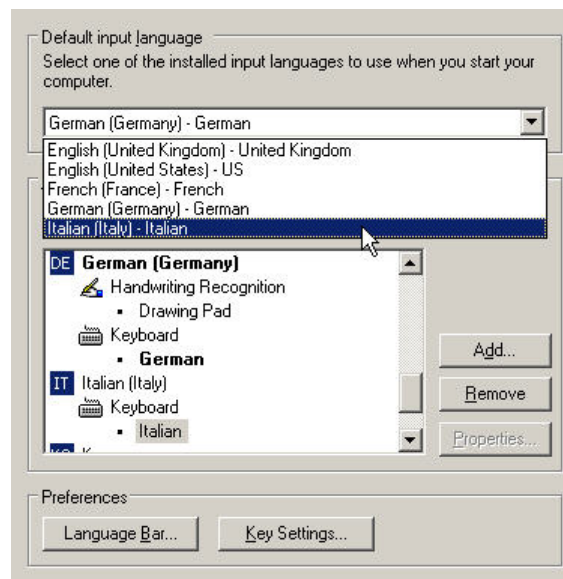 Default input language
Select one of the installed input languages to use when you start your
computer.
German (Germany) - German
English (United Kingdom) - United Kingdom
English (United States) - US
French (France) - French
German (Germany) - German
Italian (Italy) - Italian
DE German (Germany)
Handwriting Recognition
Drawing Pad
Keyboard
German
IT Italian (Italy)
Keyboard
Italian
Add...
Remove
Properties...
Preferences
Language Bar...
Key Settings...